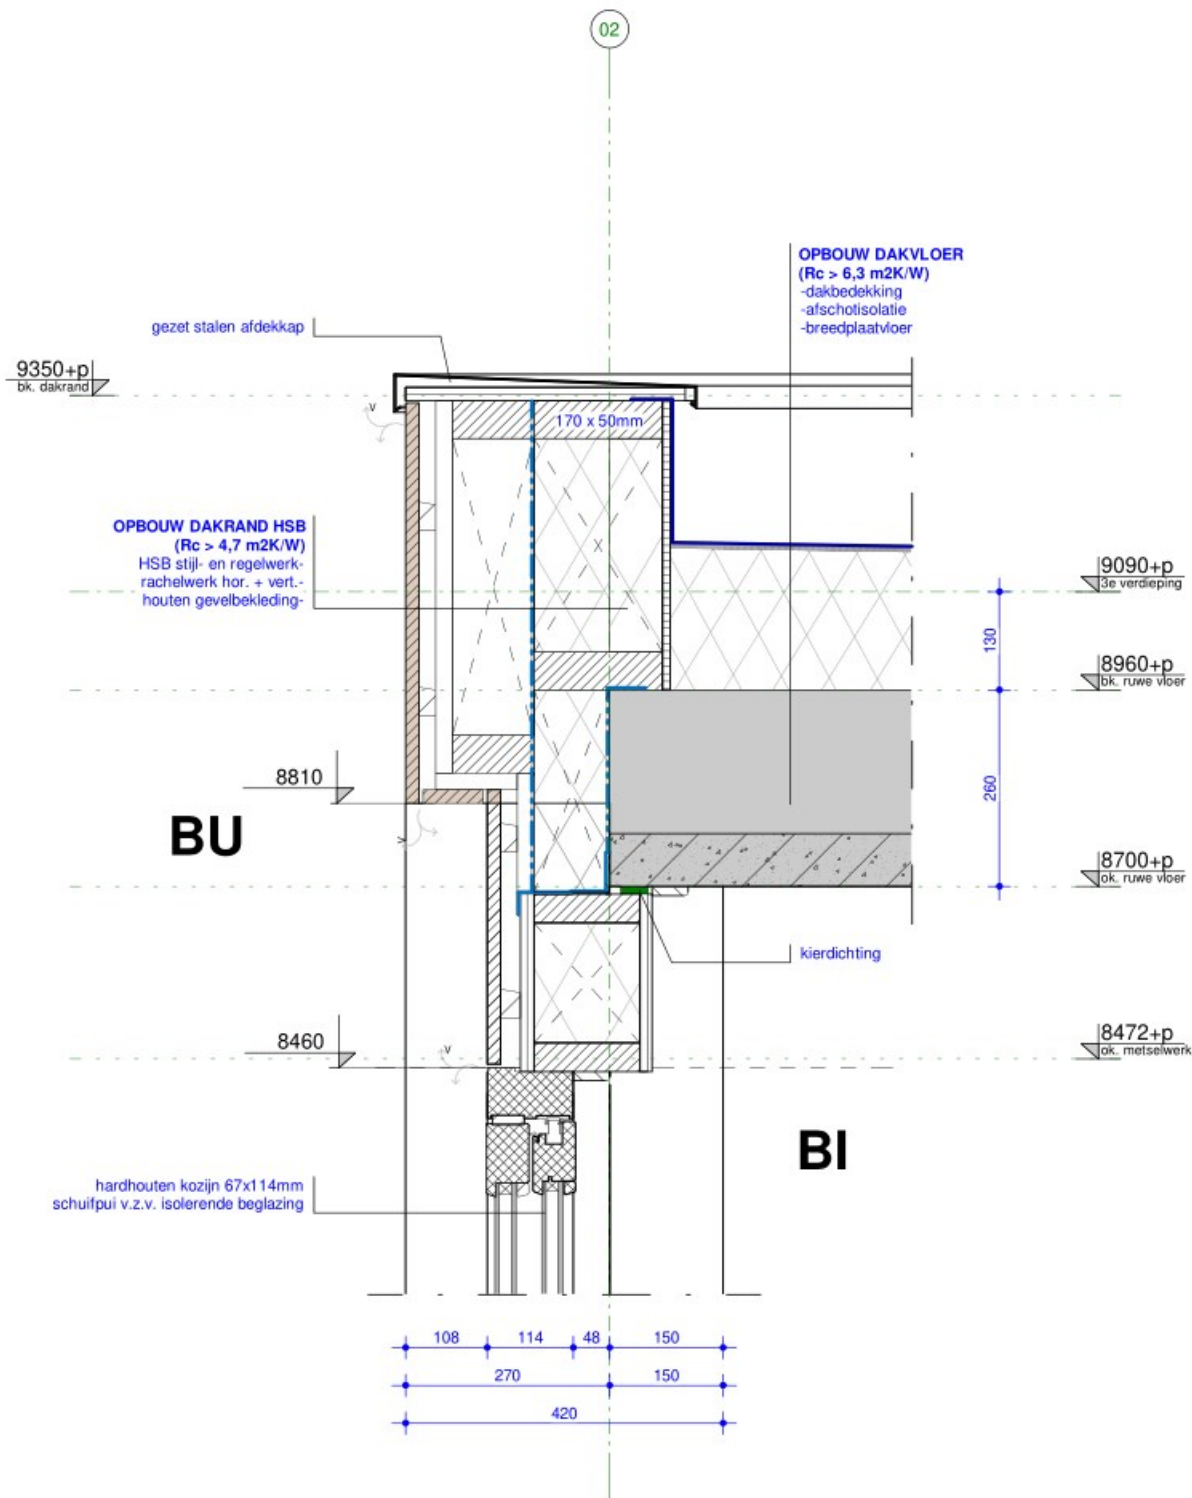 02
OPBOUW DAKVLOER
(Rc > 6,3 m2K/W)
-dakbedekking
-afschotisolatie
-breedplaatvloer
gezet stalen afdekkap
9350+p
bk. dakrand
v
170 x 50mm
OPBOUW DAKRAND HSB
(Rc > 4,7 m2K/W)
HSB stijl- en regelwerk-
rachelwerk hor. + vert.-
houten gevelbekleding-
9090+p
3e verdieping
130
8960+p
bk. ruwe vloer
8810
260
BU
v
8700+p
ok. ruwe vloer
kierdichting
8460
8472+p
ok. metselwerk
v
BI
hardhouten kozijn 67x114mm
schuifpui v.z.v. isolerende beglazing
108 114 48 150
270 150
420